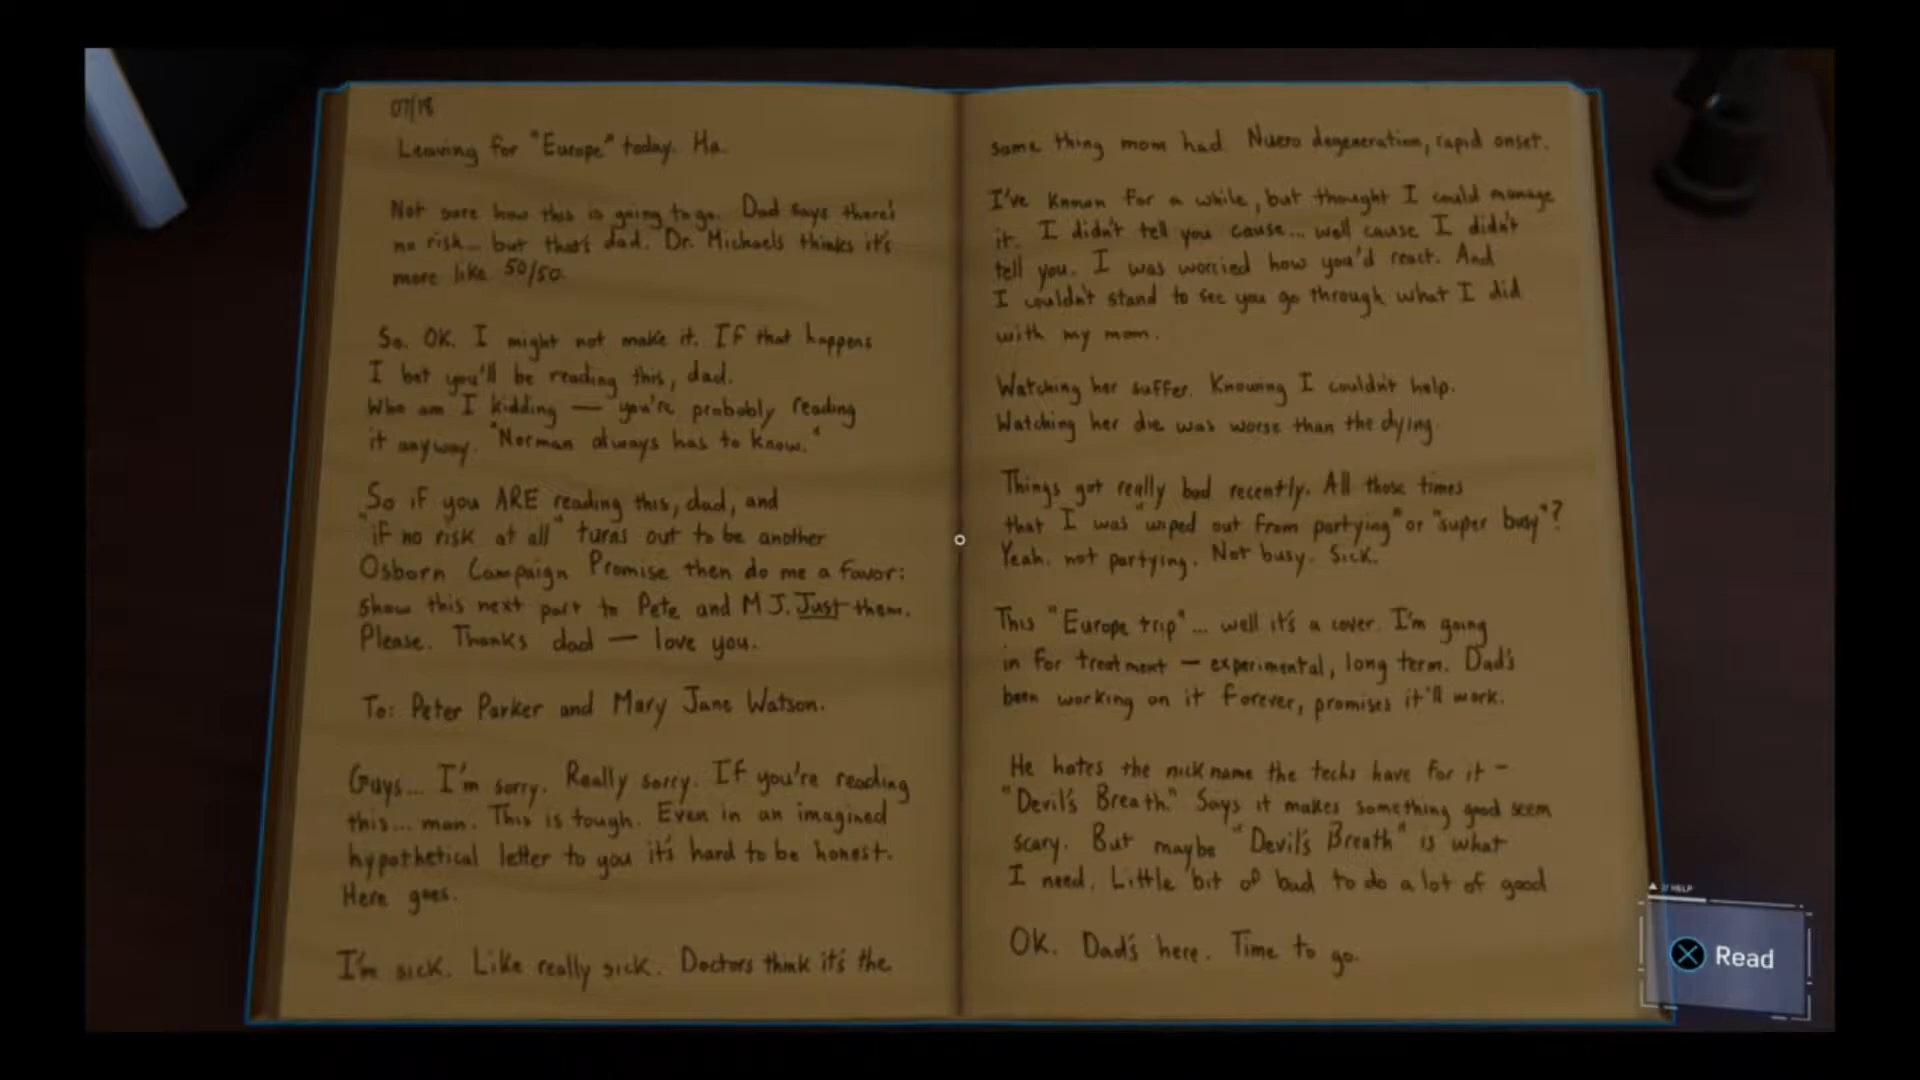 07/18
Leaving for "Europe" today. Ha.
Not sure how this is going to go. Dad says there's
no risk... but that's dad. Dr. Michaels thinks it's
more like 50/50.
So. OK. I might not make it. If that happens
I bet you'll be reading this, dad.
Who am I kidding — you're probably reading
it anyway. "Norman always has to know."
So if you ARE reading this, dad, and
"if no risk at all" turns out to be another
Osborn Campaign Promise then do me a favor:
show this next part to Pete and MJ. Just them.
Please. Thanks dad — love you.
To: Peter Parker and Mary Jane Watson.
Guys... I'm sorry. Really sorry. If you're reading
this... man. This is tough. Even in an imagined
hypothetical letter to you it's hard to be honest.
Here goes.
I'm sick. Like really sick. Doctors think it's the
same thing mom had. Nuero degeneration, rapid onset.
I've known for a while, but thought I could manage
it. I didn't tell you cause... well cause I didn't
tell you. I was worried how you'd react. And
I couldn't stand to see you go through what I did
with my mom.
Watching her suffer. Knowing I couldn't help.
Watching her die was worse than the dying.
Things got really bad recently. All those times
that I was "wiped out from partying" or "super busy"?
Yeah. not partying. Not busy. Sick.
This "Europe trip"... well it's a cover. I'm going
in for treatment — experimental, long term. Dad's
been working on it forever, promises it'll work.
He hates the nickname the techs have for it -
"Devil's Breath." Says it makes something good seem
scary. But maybe "Devil's Breath" is what
I need. Little bit of bad to do a lot of good
OK. Dad's here. Time to go.
HELP
Read